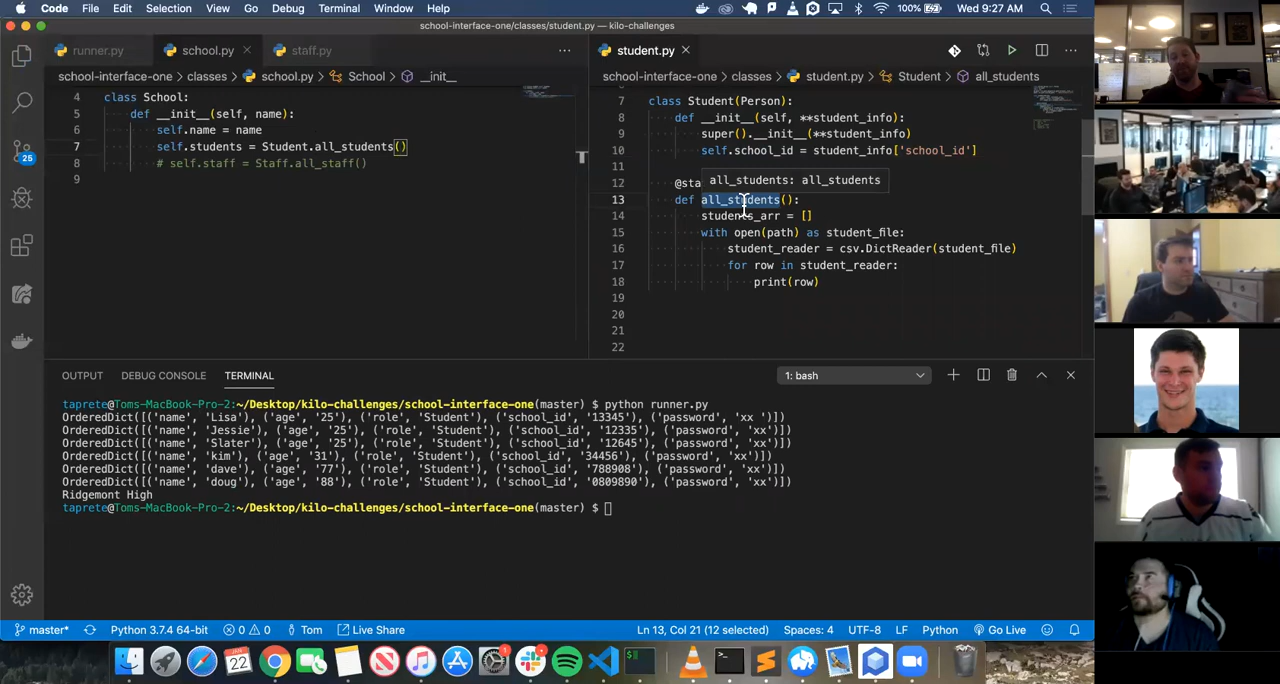 Code File Edit Selection View Go Debug Terminal Window Help 100% Wed 9:27 AM
school-interface-one/classes/student.py — kilo-challenges
runner.py school.py staff.py
school-interface-one > classes > school.py > School > __init__
4 class School:
5 def __init__(self, name):
6 self.name = name
7 self.students = Student.all_students()
8 # self.staff = Staff.all_staff()
9
student.py
school-interface-one > classes > student.py > Student > all_students
7 class Student(Person):
8 def __init__(self, **student_info):
9 super().__init__(**student_info)
10 self.school_id = student_info['school_id']
11
12 @sta all_students: all_students
13 def all_students():
14 students_arr = []
15 with open(path) as student_file:
16 student_reader = csv.DictReader(student_file)
17 for row in student_reader:
18 print(row)
19
20
21
22
25
OUTPUT DEBUG CONSOLE TERMINAL 1: bash
taprete@Toms-MacBook-Pro-2:~/Desktop/kilo-challenges/school-interface-one(master) $ python runner.py
OrderedDict([('name', 'Lisa'), ('age', '25'), ('role', 'Student'), ('school_id', '13345'), ('password', 'xx ')])
OrderedDict([('name', 'Jessie'), ('age', '25'), ('role', 'Student'), ('school_id', '12335'), ('password', 'xx')])
OrderedDict([('name', 'Slater'), ('age', '25'), ('role', 'Student'), ('school_id', '12645'), ('password', 'xx')])
OrderedDict([('name', 'kim'), ('age', '31'), ('role', 'Student'), ('school_id', '34456'), ('password', 'xx')])
OrderedDict([('name', 'dave'), ('age', '77'), ('role', 'Student'), ('school_id', '788908'), ('password', 'xx')])
OrderedDict([('name', 'doug'), ('age', '88'), ('role', 'Student'), ('school_id', '0809890'), ('password', 'xx')])
Ridgemont High
taprete@Toms-MacBook-Pro-2:~/Desktop/kilo-challenges/school-interface-one(master) $
master* Python 3.7.4 64-bit 0 0 Tom Live Share Ln 13, Col 21 (12 selected) Spaces: 4 UTF-8 LF Python Go Live
22